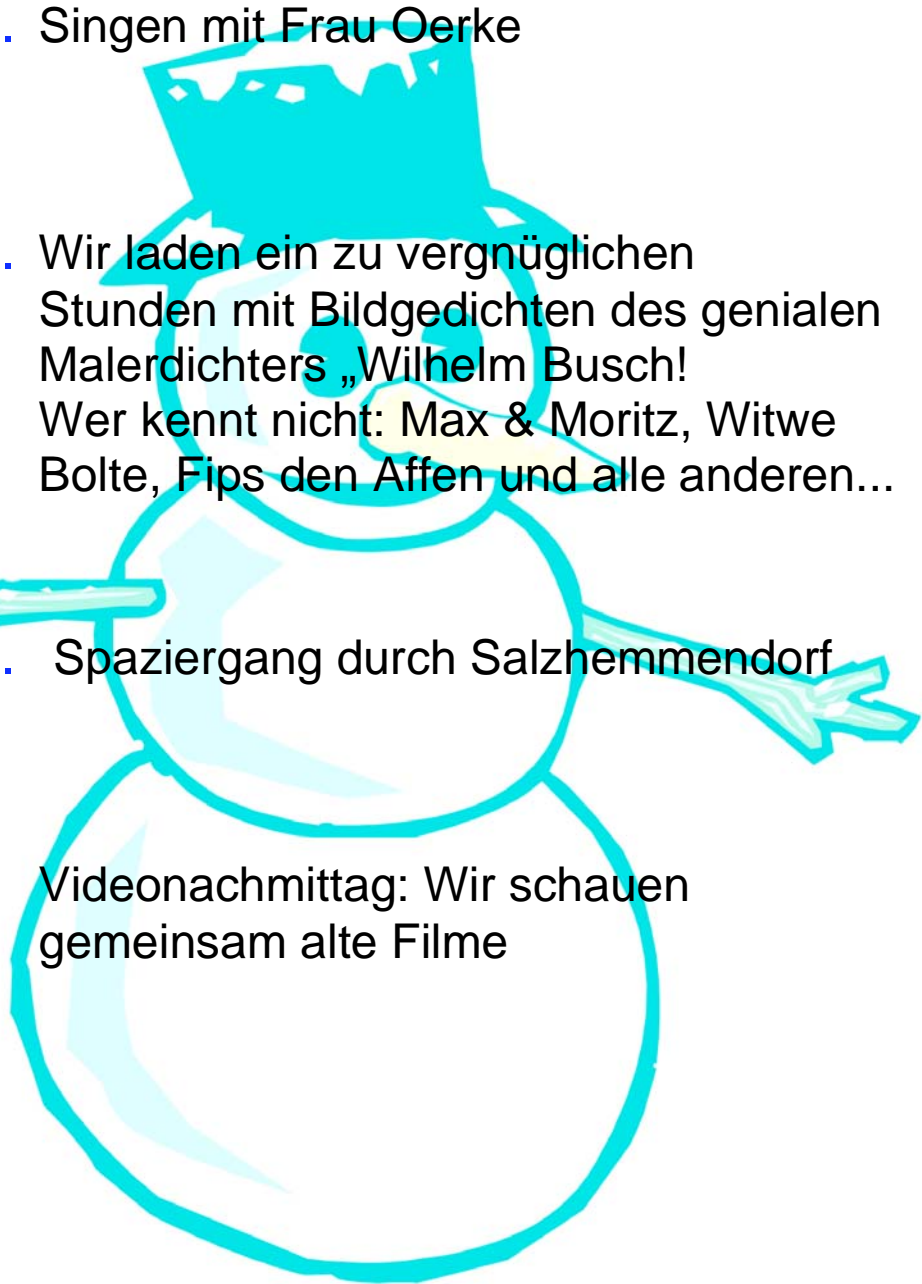 . Singen mit Frau Oerke
. Wir laden ein zu vergnüglichen
Stunden mit Bildgedichten des genialen
Malerdichters „Wilhelm Busch!
Wer kennt nicht: Max & Moritz, Witwe
Bolte, Fips den Affen und alle anderen...
. Spaziergang durch Salzhemmendorf
Videonachmittag: Wir schauen
gemeinsam alte Filme